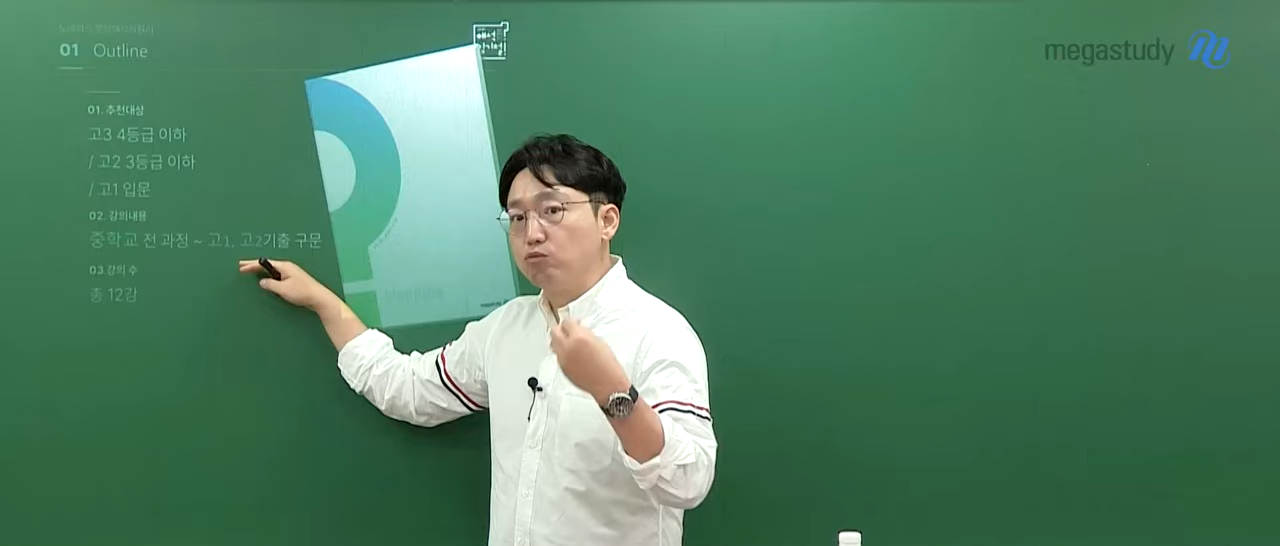 01 Outline
megastudy
01. 추천대상
고3 4등급 이하
/ 고2 3등급 이하
/ 고1 입문
02. 강의내용
중학교 전 과정 ~ 고1, 고2기출 구문
03 강의 수
총 12강
megastudy